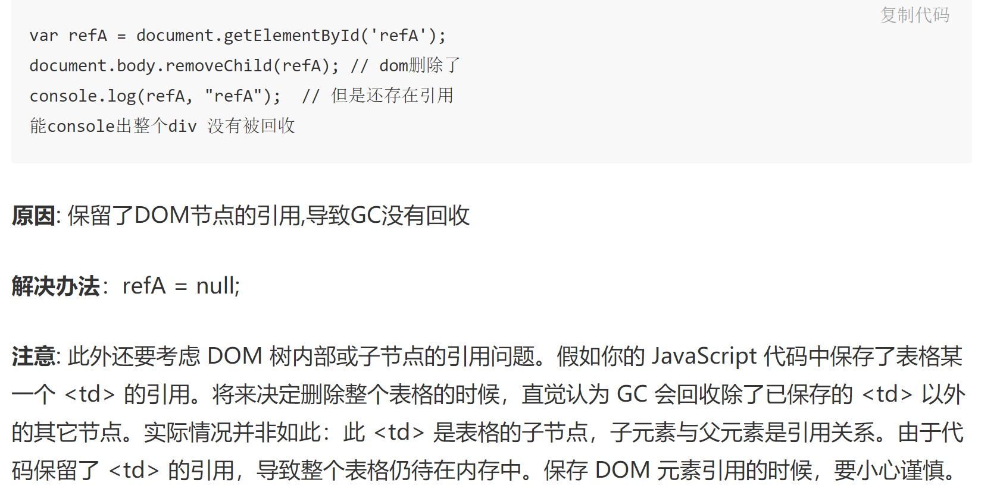 复制代码
var refA = document.getElementById('refA');
document.body.removeChild(refA); // dom删除了
console.log(refA, "refA");  // 但是还存在引用
能console出整个div 没有被回收
原因: 保留了DOM节点的引用,导致GC没有回收
解决办法：refA = null;
注意: 此外还要考虑 DOM 树内部或子节点的引用问题。假如你的 JavaScript 代码中保存了表格某
一个 <td> 的引用。将来决定删除整个表格的时候，直觉认为 GC 会回收除了已保存的 <td> 以外
的其它节点。实际情况并非如此：此 <td> 是表格的子节点，子元素与父元素是引用关系。由于代
码保留了 <td> 的引用，导致整个表格仍待在内存中。保存 DOM 元素引用的时候，要小心谨慎。